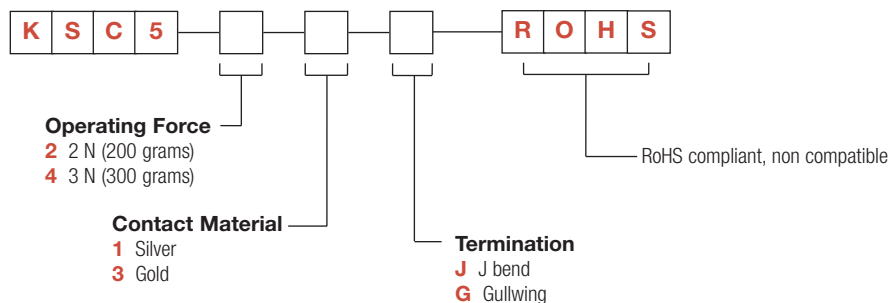 K S C 5 R O H S
Operating Force
2 2 N (200 grams)
4 3 N (300 grams)
RoHS compliant, non compatible
Contact Material
1 Silver
3 Gold
Termination
J J bend
G Gullwing